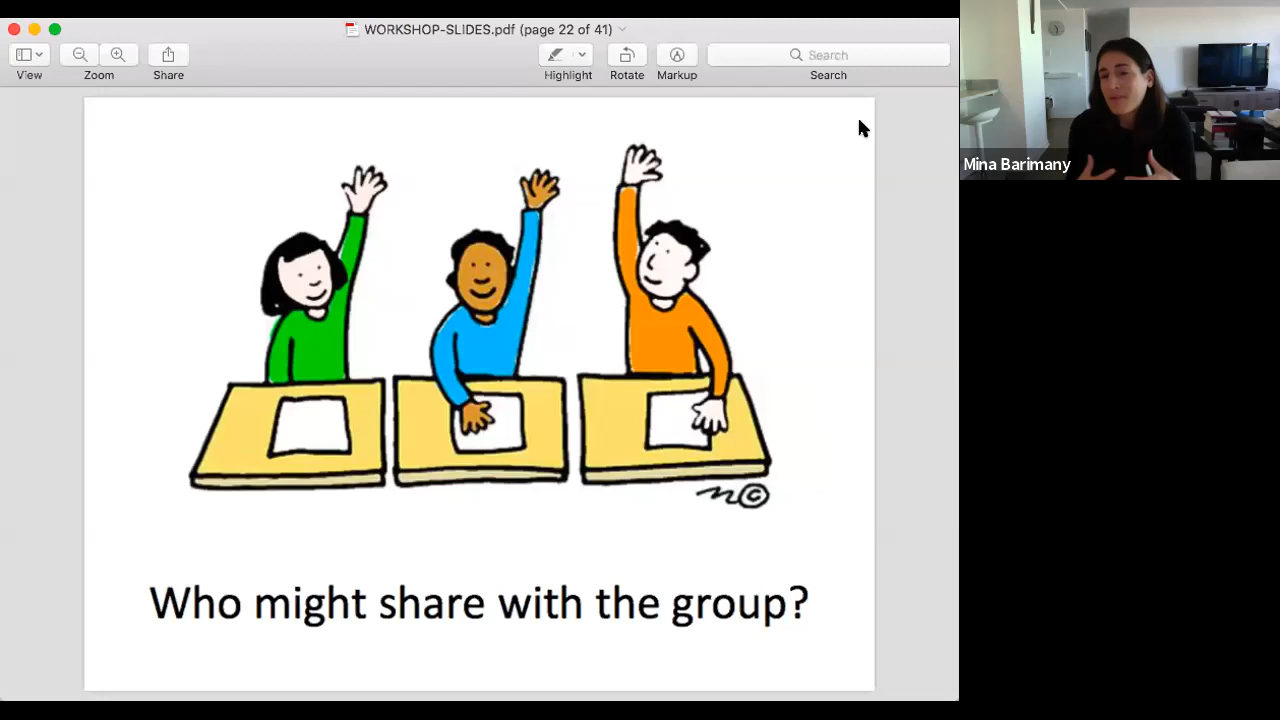 WORKSHOP-SLIDES.pdf (page 22 of 41)
View
Zoom
Share
Highlight
Rotate
Markup
Search
Search
Mina Barimany
©
Who might share with the group?